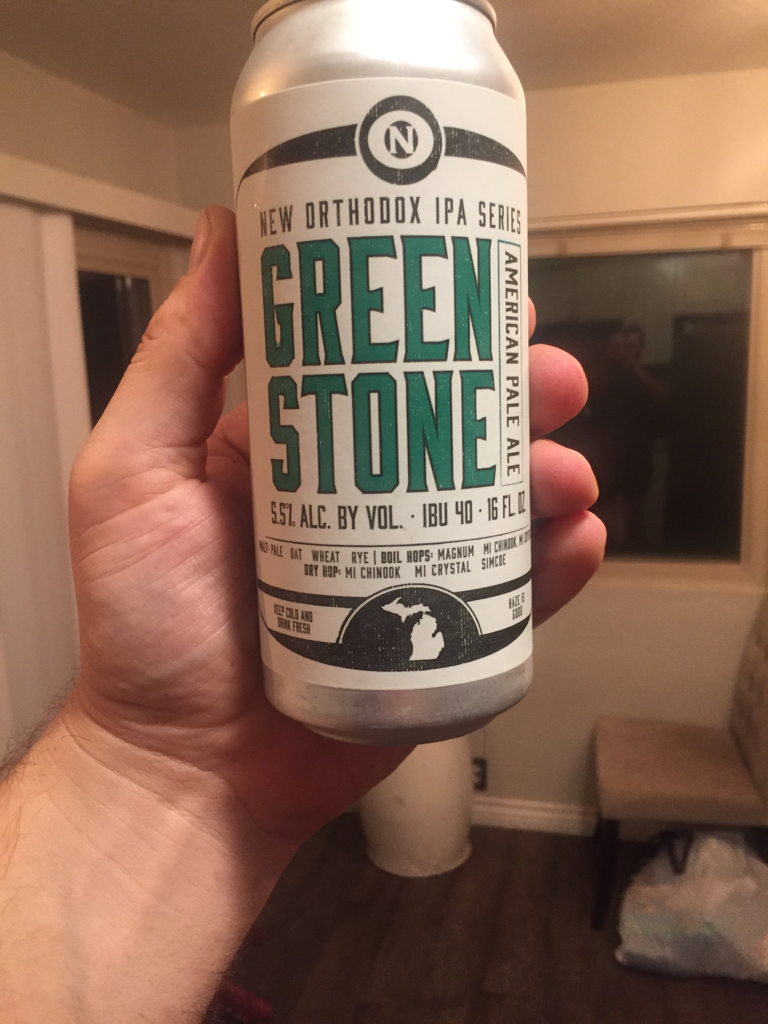 N
NEW ORTHODOX IPA SERIES
GREEN
STONE
AMERICAN PALE ALE
5.5% ALC. BY VOL. · IBU 40 · 16 FL. OZ.
MALT: PALE OAT WHEAT RYE | BOIL HOPS: MAGNUM MI CHINOOK, MI
DRY HOP: MI CHINOOK MI CRYSTAL SIMCOE
KEEP COLD AND
DRINK FRESH
HAZE IS
GOOD